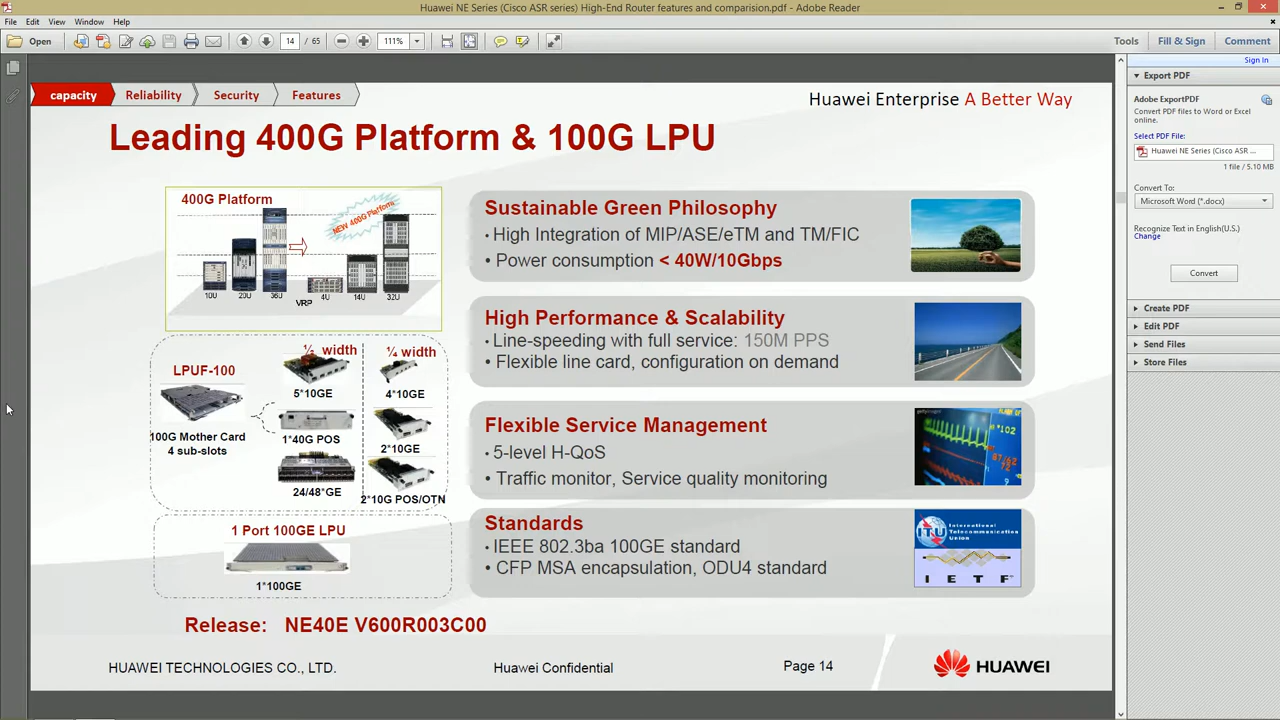 Huawei NE Series (Cisco ASR series) High-End Router features and comparision.pdf - Adobe Reader
File Edit View Window Help
Open 14 / 65 111% Tools Fill & Sign Comment
Sign In
capacity Reliability Security Features
Huawei Enterprise A Better Way
Leading 400G Platform & 100G LPU
400G Platform
NEW 400G Platform
10U 20U 36U VRP 4U 14U 32U
LPUF-100
100G Mother Card
4 sub-slots
½ width
5*10GE
1*40G POS
24/48*GE
¼ width
4*10GE
2*10GE
2*10G POS/OTN
1 Port 100GE LPU
1*100GE
Release: NE40E V600R003C00
Sustainable Green Philosophy
• High Integration of MIP/ASE/eTM and TM/FIC
• Power consumption < 40W/10Gbps
High Performance & Scalability
• Line-speeding with full service: 150M PPS
• Flexible line card, configuration on demand
Flexible Service Management
• 5-level H-QoS
• Traffic monitor, Service quality monitoring
Standards
• IEEE 802.3ba 100GE standard
• CFP MSA encapsulation, ODU4 standard
ITU
International
Telecommunication
Union
I E T F
HUAWEI TECHNOLOGIES CO., LTD.
Huawei Confidential
Page 14
HUAWEI
Export PDF
Adobe ExportPDF
Convert PDF files to Word or Excel
online.
Select PDF File:
Huawei NE Series (Cisco ASR ...
1 file / 5.10 MB
Convert To:
Microsoft Word (*.docx)
Recognize Text in English(U.S.)
Change
Convert
Create PDF
Edit PDF
Send Files
Store Files